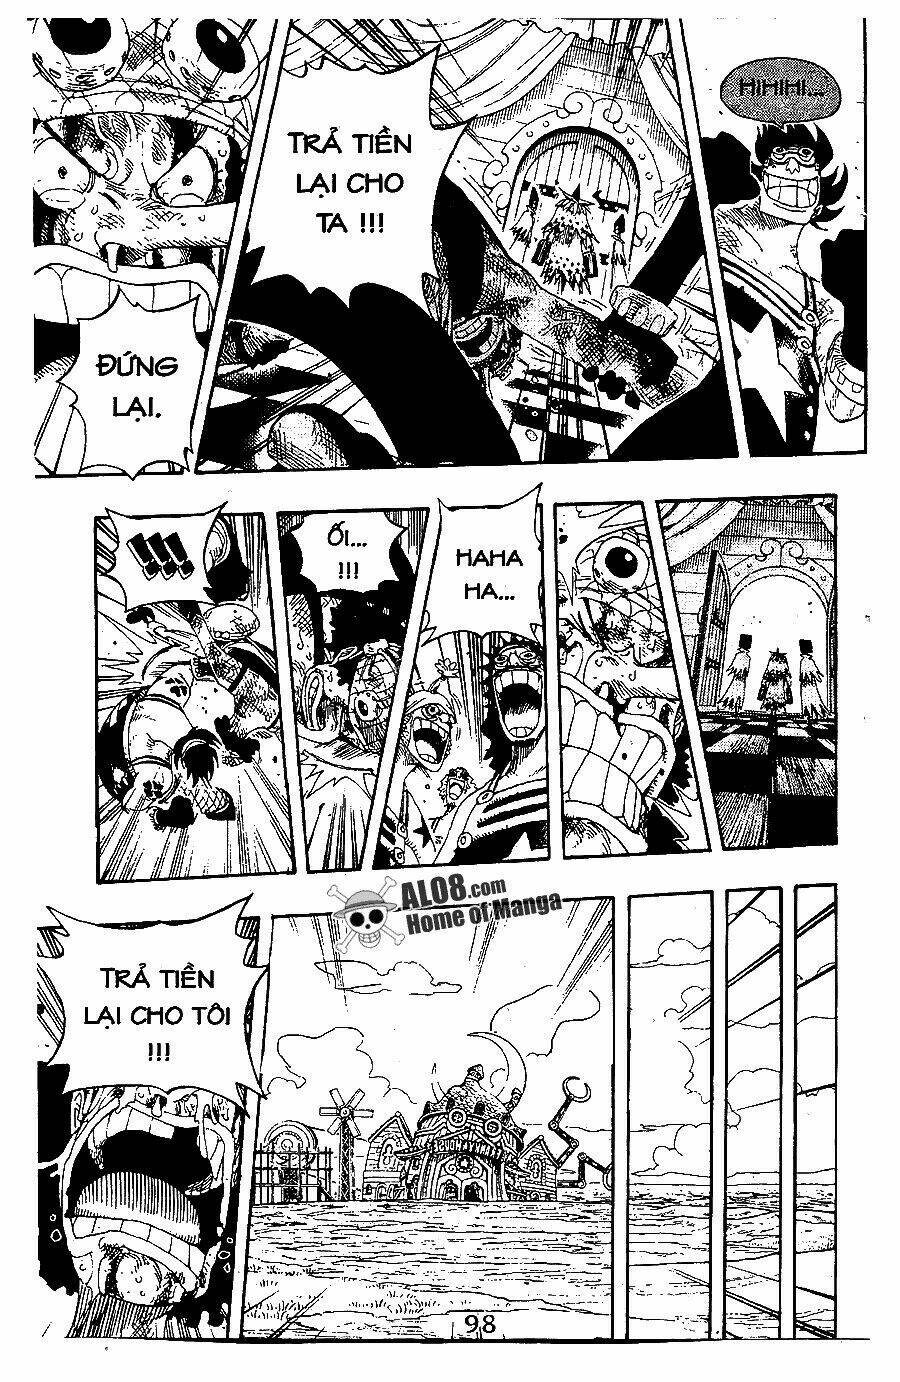 HIHIHI...
TRẢ TIỀN
LẠI CHO
TA !!!
ĐỨNG
LẠI.
HAHA
HA...
ỐI...
!!!
!!!
TRẢ TIỀN
LẠI CHO TÔI
!!!
AL08.com
Home of Manga
98